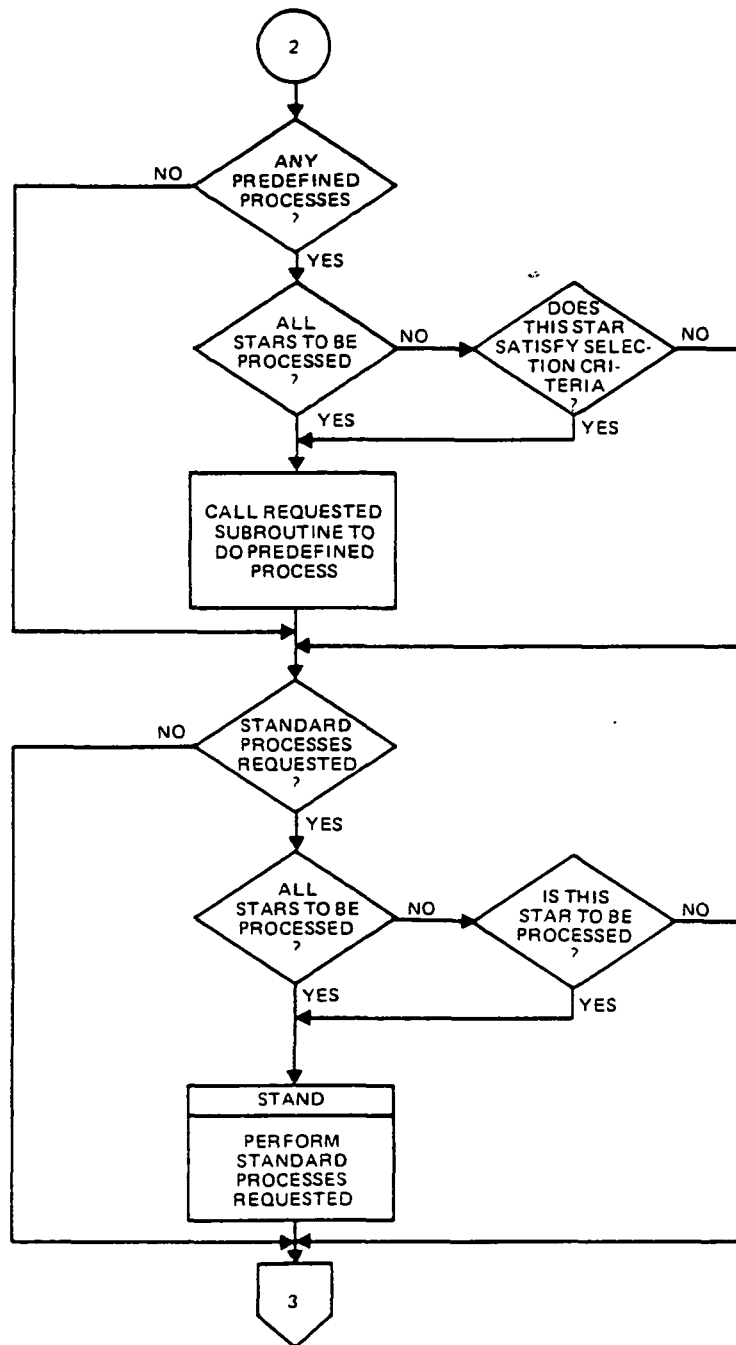 2
ANY
PREDEFINED
PROCESSES
?
NO
YES
ALL
STARS TO BE
PROCESSED
?
NO
YES
DOES
THIS STAR
SATISFY SELEC-
TION CRI-
TERIA
?
NO
YES
CALL REQUESTED
SUBROUTINE TO
DO PREDEFINED
PROCESS
STANDARD
PROCESSES
REQUESTED
?
NO
YES
ALL
STARS TO BE
PROCESSED
?
NO
YES
IS THIS
STAR TO BE
PROCESSED
?
NO
YES
STAND
PERFORM
STANDARD
PROCESSES
REQUESTED
3